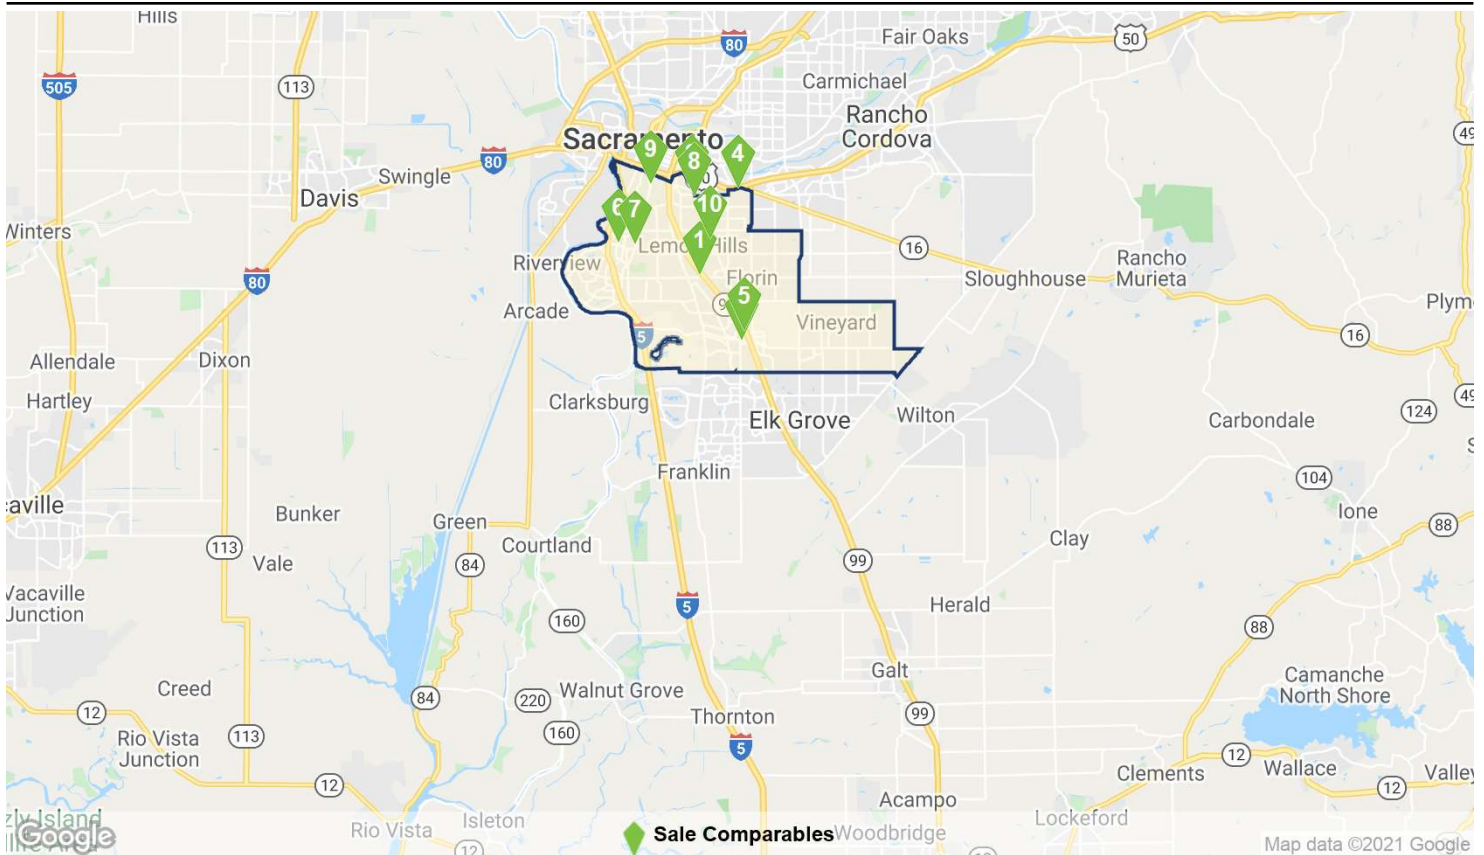 Hills
80
Fair Oaks
50
505
113
Carmichael
Rancho
Cordova
49
Sacramento
9
8
4
80
Swingle
Davis
6
7
10
1
Lemon Hills
Winters
16
Riverview
Florin
Sloughhouse
Rancho
Murieta
80
Arcade
5
5
Vineyard
16
Allendale
Dixon
Hartley
Clarksburg
Elk Grove
Wilton
Carbondale
124
49
Franklin
104
caville
Bunker
Green
Ione
88
113
Vale
84
Courtland
99
Clay
Vacaville
Junction
160
5
Herald
88
Galt
Camanche
North Shore
Creed
84
220
Walnut Grove
12
113
Rio Vista
Junction
160
Thornton
5
99
12
Clements
Wallace
Valley
12
12
Acampo
Lockeford
Isleton
Rio Vista
12
Google
Sale Comparables
Woodbridge
Map data ©2021 Google